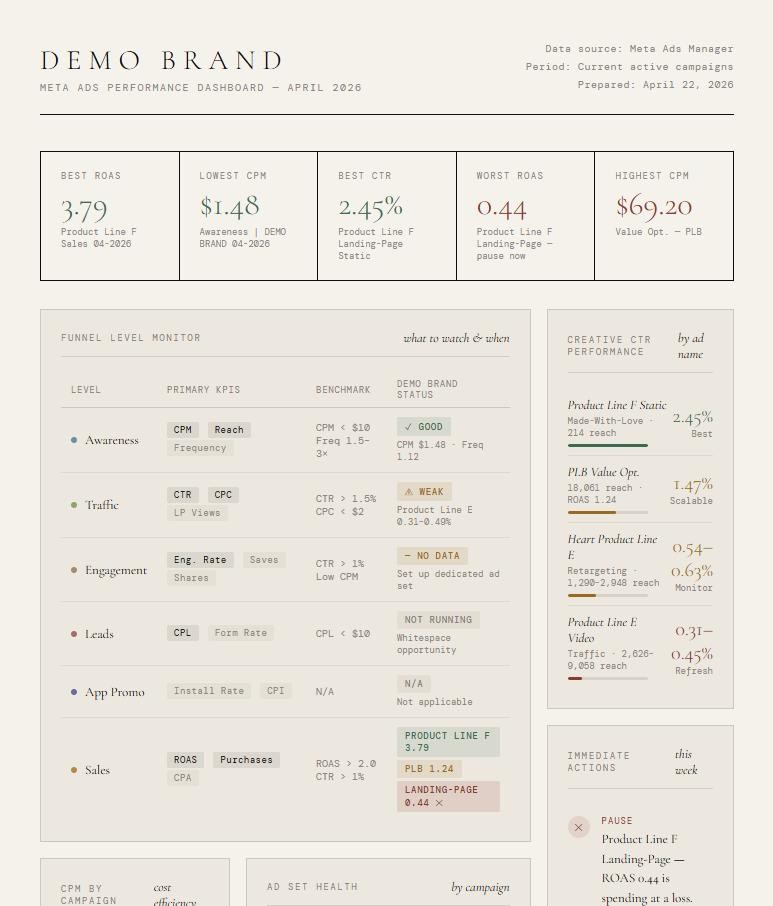 DEMO BRAND
META ADS PERFORMANCE DASHBOARD — APRIL 2026
Data source: Meta Ads Manager
Period: Current active campaigns
Prepared: April 22, 2026
BEST ROAS
3.79
Product Line F
Sales 04-2026
LOWEST CPM
$1.48
Awareness | DEMO
BRAND 04-2026
BEST CTR
2.45%
Product Line F
Landing-Page
Static
WORST ROAS
0.44
Product Line F
Landing-Page —
pause now
HIGHEST CPM
$69.20
Value Opt. — PLB
FUNNEL LEVEL MONITOR
what to watch & when
LEVEL
PRIMARY KPIS
BENCHMARK
DEMO BRAND
STATUS
Awareness
CPM Reach
Frequency
CPM < $10
Freq 1.5–
3×
✓ GOOD
CPM $1.48 · Freq
1.12
Traffic
CTR CPC
LP Views
CTR > 1.5%
CPC < $2
⚠ WEAK
Product Line E
0.31–0.49%
Engagement
Eng. Rate Saves
Shares
CTR > 1%
Low CPM
— NO DATA
Set up dedicated ad
set
Leads
CPL Form Rate
CPL < $10
NOT RUNNING
Whitespace
opportunity
App Promo
Install Rate CPI
N/A
N/A
Not applicable
Sales
ROAS Purchases
CPA
ROAS > 2.0
CTR > 1%
PRODUCT LINE F
3.79
PLB 1.24
LANDING-PAGE
0.44 ×
CREATIVE CTR
PERFORMANCE
by ad
name
Product Line F Static
Made-With-Love ·
214 reach
2.45%
Best
PLB Value Opt.
18,061 reach ·
ROAS 1.24
1.47%
Scalable
Heart Product Line
E
Retargeting ·
1,290–2,948 reach
0.54–
0.63%
Monitor
Product Line E
Video
Traffic · 2,626–
9,058 reach
0.31–
0.45%
Refresh
IMMEDIATE
ACTIONS
this
week
×
PAUSE
Product Line F
Landing-Page —
ROAS 0.44 is
spending at a loss.
CPM BY
CAMPAIGN
cost
efficiency
AD SET HEALTH
by campaign